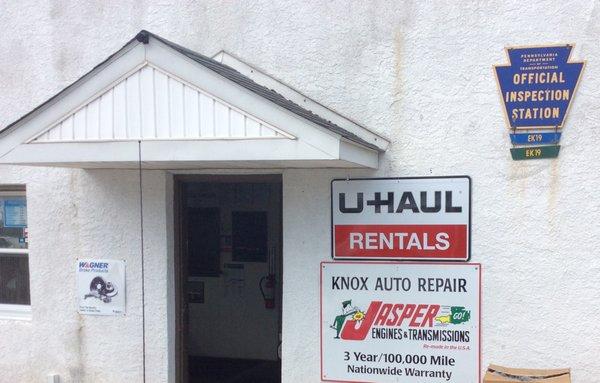 PENNSYLVANIA
DEPARTMENT
OF
TRANSPORTATION
OFFICIAL
INSPECTION
STATION
EK19
EK19
U-HAUL
RENTALS
WAGNER
Brake Products
KNOX AUTO REPAIR
JASPER
GO!
ENGINES & TRANSMISSIONS
Re-made in the U.S.A.
3 Year/100,000 Mile
Nationwide Warranty